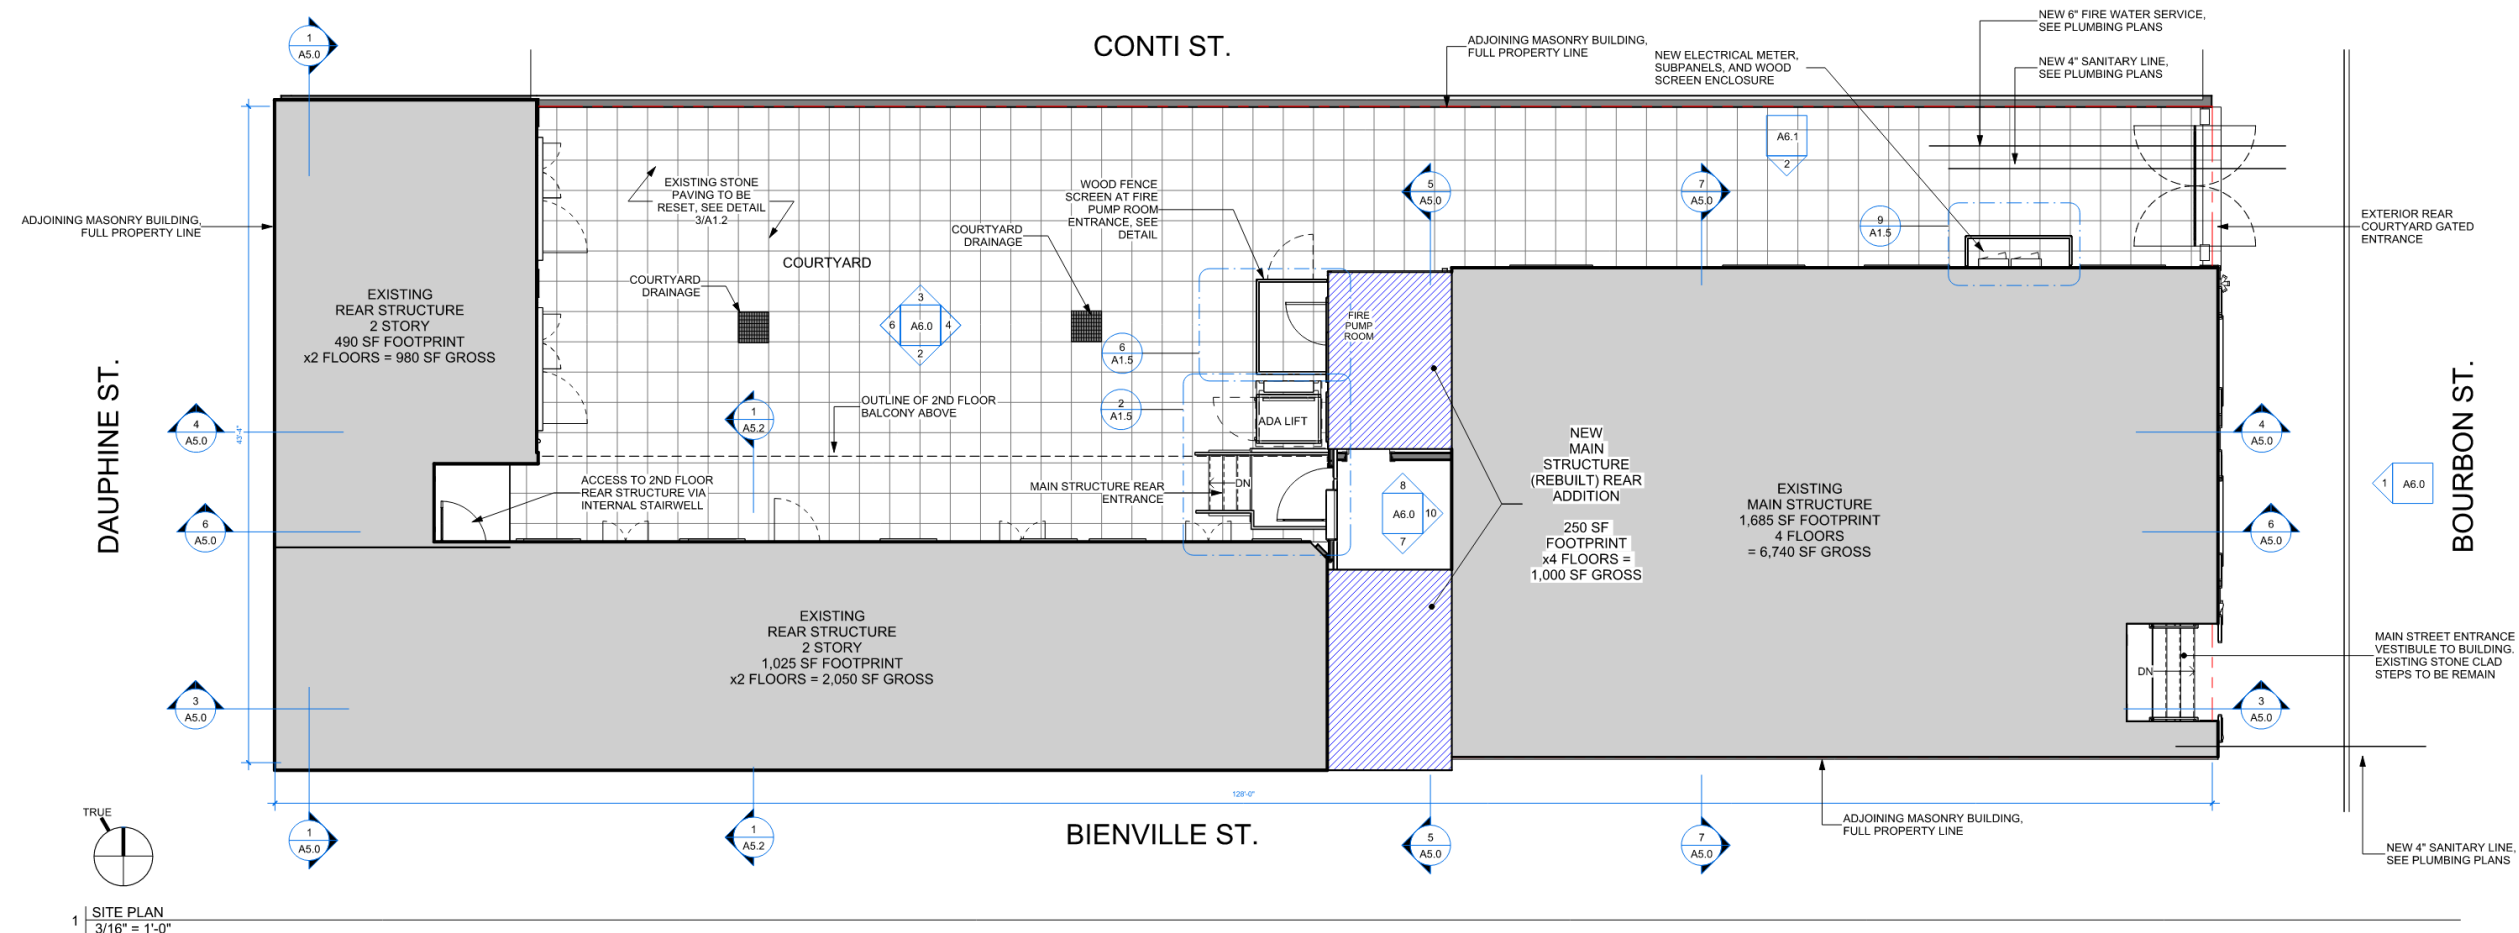 CONTI ST.
1
A5.0
ADJOINING MASONRY BUILDING,
FULL PROPERTY LINE
NEW ELECTRICAL METER,
SUBPANELS, AND WOOD
SCREEN ENCLOSURE
NEW 6" FIRE WATER SERVICE,
SEE PLUMBING PLANS
NEW 4" SANITARY LINE,
SEE PLUMBING PLANS
A6.1
2
ADJOINING MASONRY BUILDING,
FULL PROPERTY LINE
EXISTING STONE
PAVING TO BE
RESET, SEE DETAIL
3/A1.2
WOOD FENCE
SCREEN AT FIRE
PUMP ROOM
ENTRANCE, SEE
DETAIL
5
A5.0
7
A5.0
9
A1.5
EXTERIOR REAR
COURTYARD GATED
ENTRANCE
COURTYARD
DRAINAGE
COURTYARD
COURTYARD
DRAINAGE
EXISTING
REAR STRUCTURE
2 STORY
490 SF FOOTPRINT
x2 FLOORS = 980 SF GROSS
3
6
A6.0
4
2
FIRE
PUMP
ROOM
6
A1.5
2
A1.5
DAUPHINE ST.
43'-4"
4
A5.0
1
A5.2
OUTLINE OF 2ND FLOOR
BALCONY ABOVE
ADA LIFT
NEW
MAIN
STRUCTURE
(REBUILT) REAR
ADDITION
250 SF
FOOTPRINT
x4 FLOORS =
1,000 SF GROSS
4
A5.0
BOURBON ST.
1
A6.0
ACCESS TO 2ND FLOOR
REAR STRUCTURE VIA
INTERNAL STAIRWELL
MAIN STRUCTURE REAR
ENTRANCE
DN
8
A6.0
10
7
EXISTING
MAIN STRUCTURE
1,685 SF FOOTPRINT
4 FLOORS
= 6,740 SF GROSS
6
A5.0
6
A5.0
EXISTING
REAR STRUCTURE
2 STORY
1,025 SF FOOTPRINT
x2 FLOORS = 2,050 SF GROSS
MAIN STREET ENTRANCE
VESTIBULE TO BUILDING.
EXISTING STONE CLAD
STEPS TO BE REMAIN
DN
3
A5.0
3
A5.0
128'-0"
TRUE
1
A5.0
1
A5.2
BIENVILLE ST.
5
A5.0
7
A5.0
ADJOINING MASONRY BUILDING,
FULL PROPERTY LINE
NEW 4" SANITARY LINE,
SEE PLUMBING PLANS
1
SITE PLAN
3/16" = 1'-0"